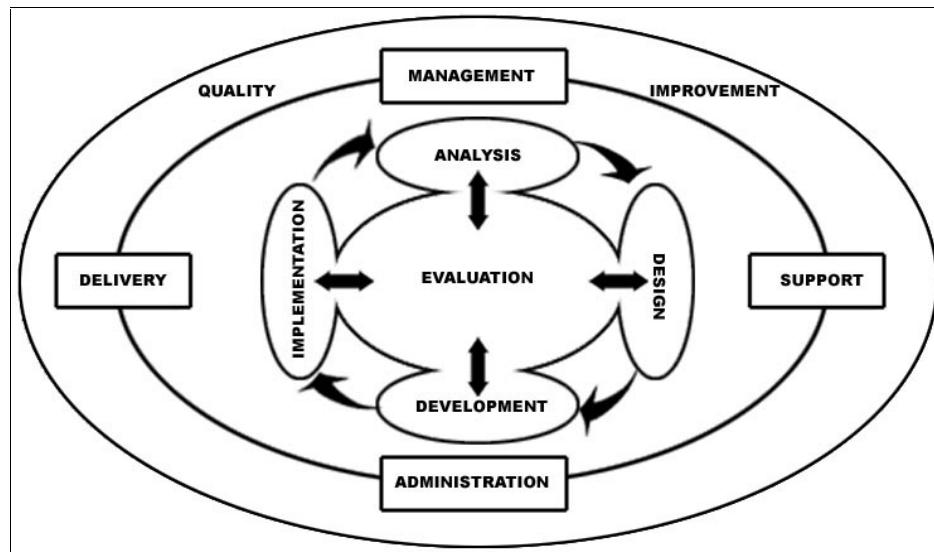 MANAGEMENT
QUALITY
IMPROVEMENT
ANALYSIS
IMPLEMENTATION
DELIVERY
EVALUATION
DESIGN
SUPPORT
DEVELOPMENT
ADMINISTRATION